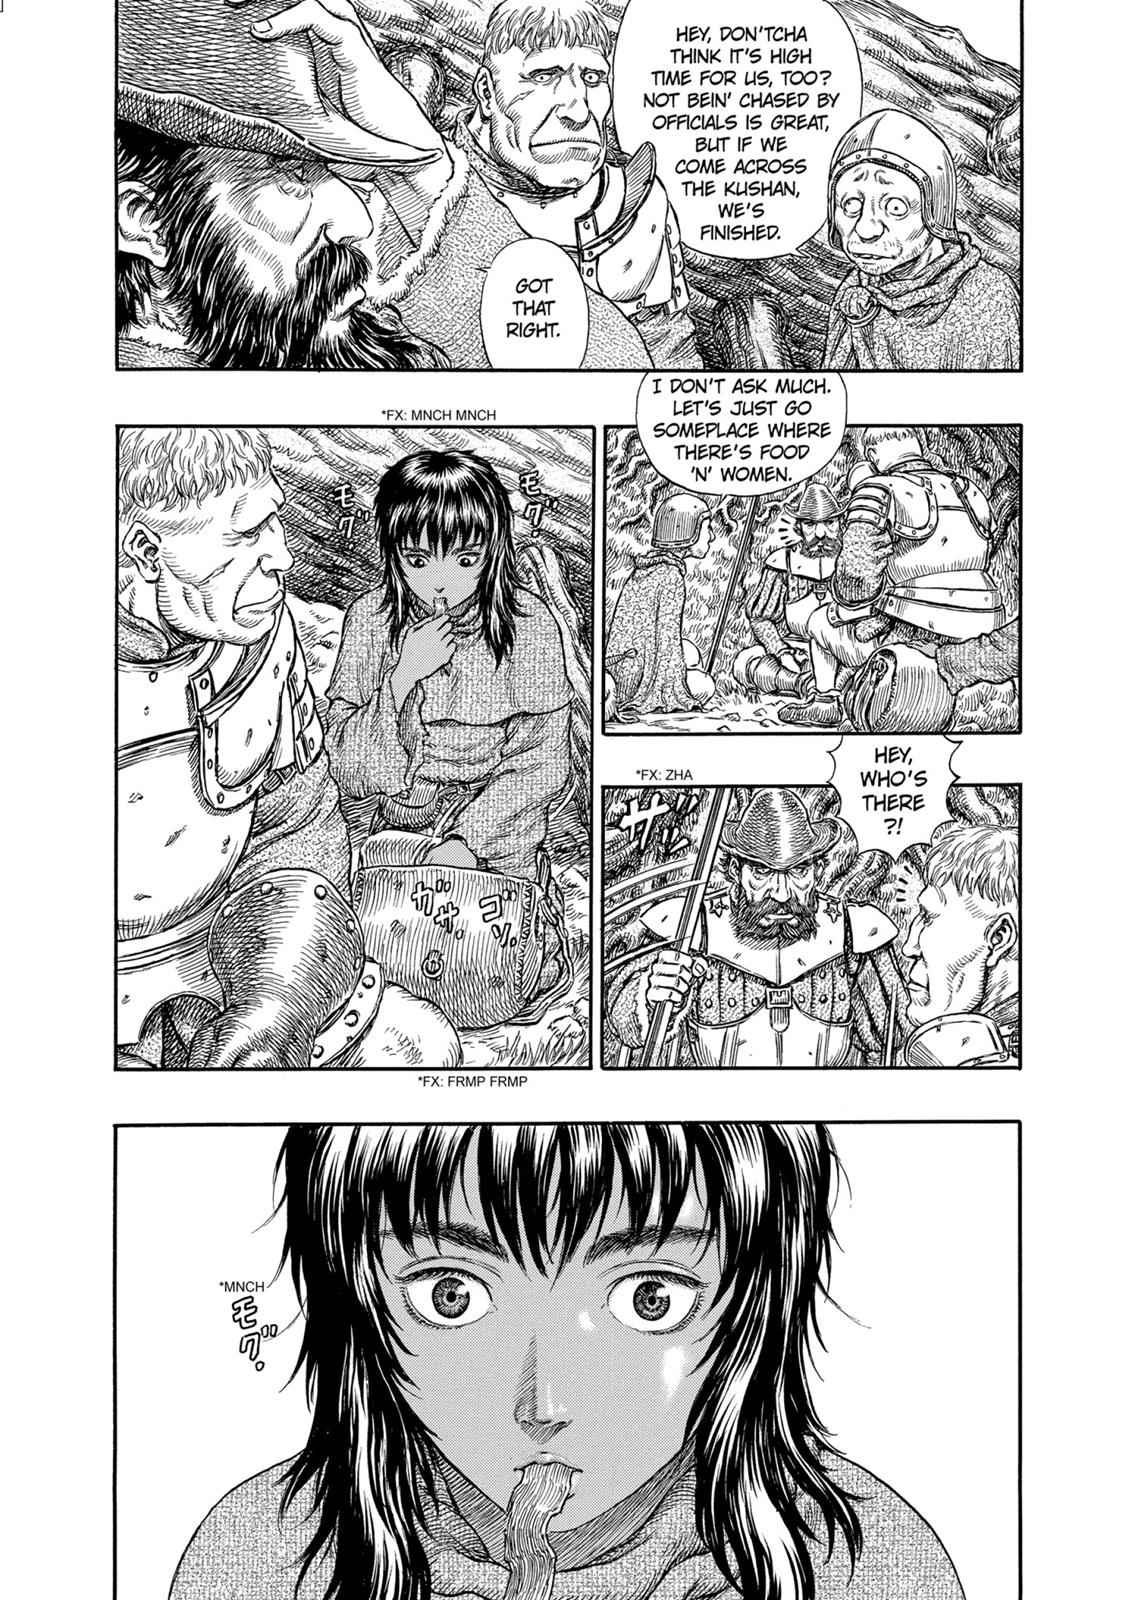 HEY, DON'TCHA
THINK IT'S HIGH
TIME FOR US, TOO?
NOT BEIN' CHASED BY
OFFICIALS IS GREAT,
BUT IF WE
COME ACROSS
THE KUSHAN,
WE'S
FINISHED.
GOT
THAT
RIGHT.
I DON'T ASK MUCH.
LET'S JUST GO
SOMEPLACE WHERE
THERE'S FOOD
'N' WOMEN.
*FX: ZHA
ザッ
HEY,
WHO'S
THERE
?!
*FX: MNCH MNCH
モグ
モグ
ガサ
ゴソ
*FX: FRMP FRMP
*MNCH
モグ